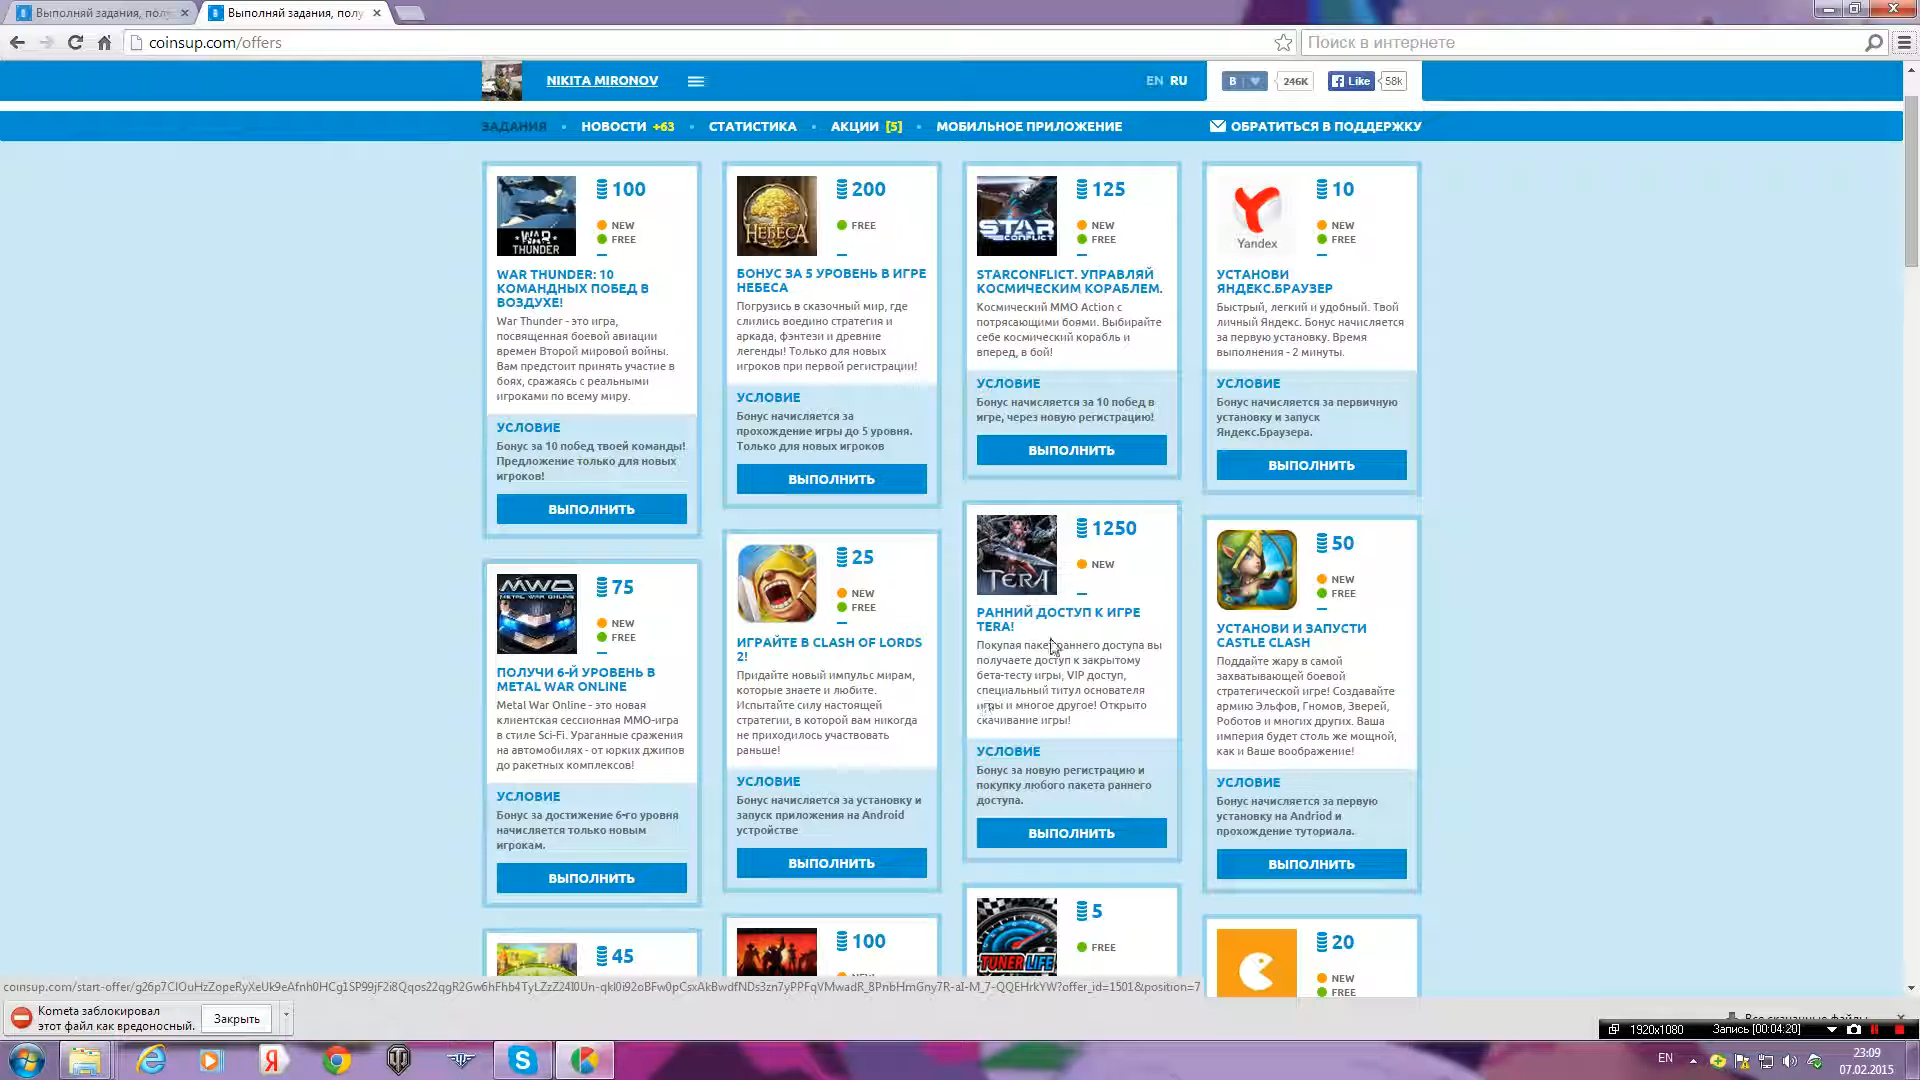 Выполняй задания, полу
Выполняй задания, полу
coinsup.com/offers
Поиск в интернете
NIKITA MIRONOV
EN RU
В
246K
Like
58k
ЗАДАНИЯ
НОВОСТИ +63
СТАТИСТИКА
АКЦИИ [5]
МОБИЛЬНОЕ ПРИЛОЖЕНИЕ
ОБРАТИТЬСЯ В ПОДДЕРЖКУ
WAR THUNDER
100
NEW
FREE
WAR THUNDER: 10
КОМАНДНЫХ ПОБЕД В
ВОЗДУХЕ!
War Thunder - это игра,
посвященная боевой авиации
времен Второй мировой войны.
Вам предстоит принять участие в
боях, сражаясь с реальными
игроками по всему миру.
УСЛОВИЕ
Бонус за 10 побед твоей команды!
Предложение только для новых
игроков!
ВЫПОЛНИТЬ
НЕБЕСА
200
FREE
БОНУС ЗА 5 УРОВЕНЬ В ИГРЕ
НЕБЕСА
Погрузись в сказочный мир, где
слились воедино стратегия и
аркада, фэнтези и древние
легенды! Только для новых
игроков при первой регистрации!
УСЛОВИЕ
Бонус начисляется за
прохождение игры до 5 уровня.
Только для новых игроков
ВЫПОЛНИТЬ
STAR CONFLICT
125
NEW
FREE
STARCONFLICT. УПРАВЛЯЙ
КОСМИЧЕСКИМ КОРАБЛЕМ.
Космический MMO Action с
потрясающими боями. Выбирайте
себе космический корабль и
вперед, в бой!
УСЛОВИЕ
Бонус начисляется за 10 побед в
игре, через новую регистрацию!
ВЫПОЛНИТЬ
Yandex
10
NEW
FREE
УСТАНОВИ
ЯНДЕКС.БРАУЗЕР
Быстрый, легкий и удобный. Твой
личный Яндекс. Бонус начисляется
за первую установку. Время
выполнения - 2 минуты.
УСЛОВИЕ
Бонус начисляется за первичную
установку и запуск
Яндекс.Браузера.
ВЫПОЛНИТЬ
MWO
METAL WAR ONLINE
75
NEW
FREE
ПОЛУЧИ 6-Й УРОВЕНЬ В
METAL WAR ONLINE
Metal War Online - это новая
клиентская сессионная MMO-игра
в стиле Sci-Fi. Ураганные сражения
на автомобилях - от юрких джипов
до ракетных комплексов!
УСЛОВИЕ
Бонус за достижение 6-го уровня
начисляется только новым
игрокам.
ВЫПОЛНИТЬ
25
NEW
FREE
ИГРАЙТЕ В CLASH OF LORDS
2!
Придайте новый импульс мирам,
которые знаете и любите.
Испытайте силу настоящей
стратегии, в которой вам никогда
не приходилось участвовать
раньше!
УСЛОВИЕ
Бонус начисляется за установку и
запуск приложения на Android
устройстве
ВЫПОЛНИТЬ
TERA
1250
NEW
РАННИЙ ДОСТУП К ИГРЕ
TERA!
Покупая пакет раннего доступа вы
получаете доступ к закрытому
бета-тесту игры, VIP доступ,
специальный титул основателя
игры и многое другое! Открыто
скачивание игры!
УСЛОВИЕ
Бонус за новую регистрацию и
покупку любого пакета раннего
доступа.
ВЫПОЛНИТЬ
50
NEW
FREE
УСТАНОВИ И ЗАПУСТИ
CASTLE CLASH
Поддайте жару в самой
захватывающей боевой
стратегической игре! Создавайте
армию Эльфов, Гномов, Зверей,
Роботов и многих других. Ваша
империя будет столь же мощной,
как и Ваше воображение!
УСЛОВИЕ
Бонус начисляется за первую
установку на Andriod и
прохождение туториала.
ВЫПОЛНИТЬ
45
100
TUNER LIFE
5
FREE
20
NEW
FREE
Kometa заблокировал
этот файл как вредоносный.
Закрыть
1920x1080
Запись [00:04:20]
EN
23:09
07.02.2015